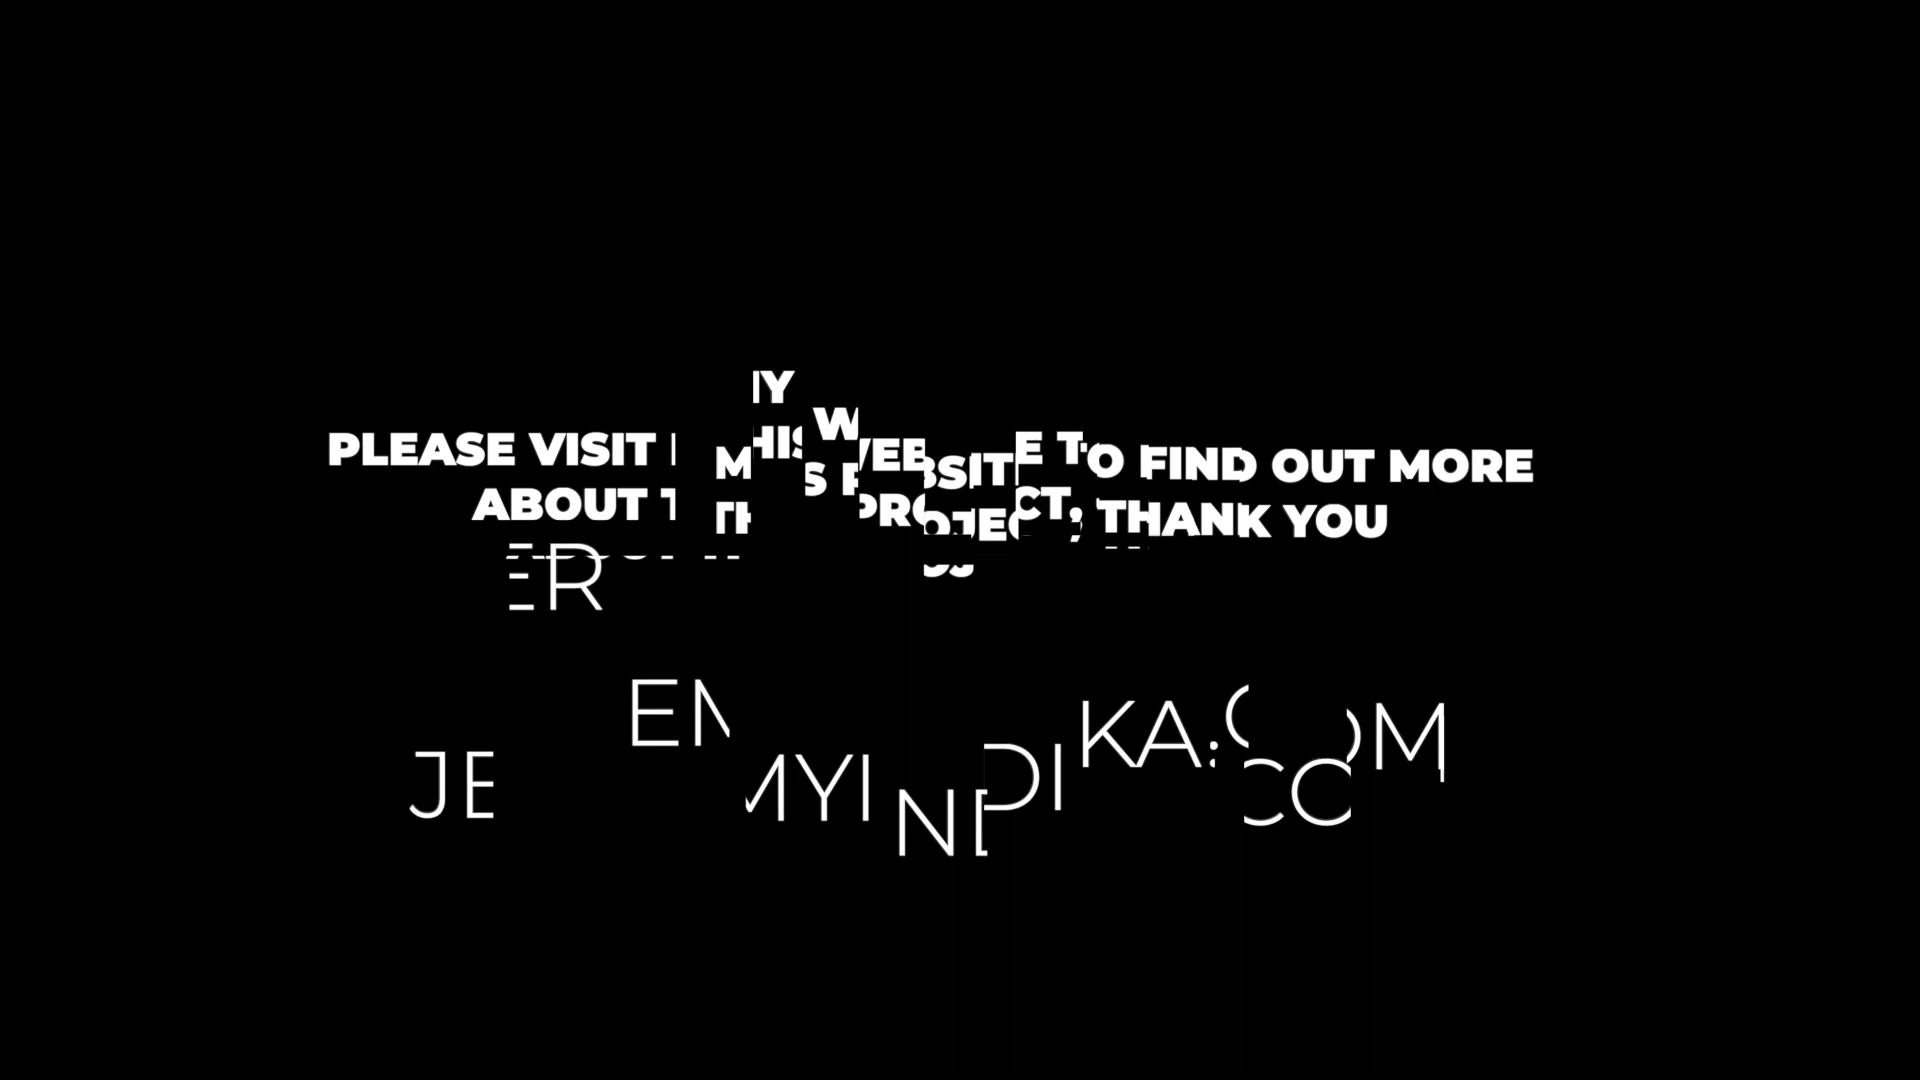 PLEASE VISIT MY WEBSITE TO FIND OUT MORE
ABOUT THIS PROJECT, THANK YOU
JEREMYINDIKA.COM